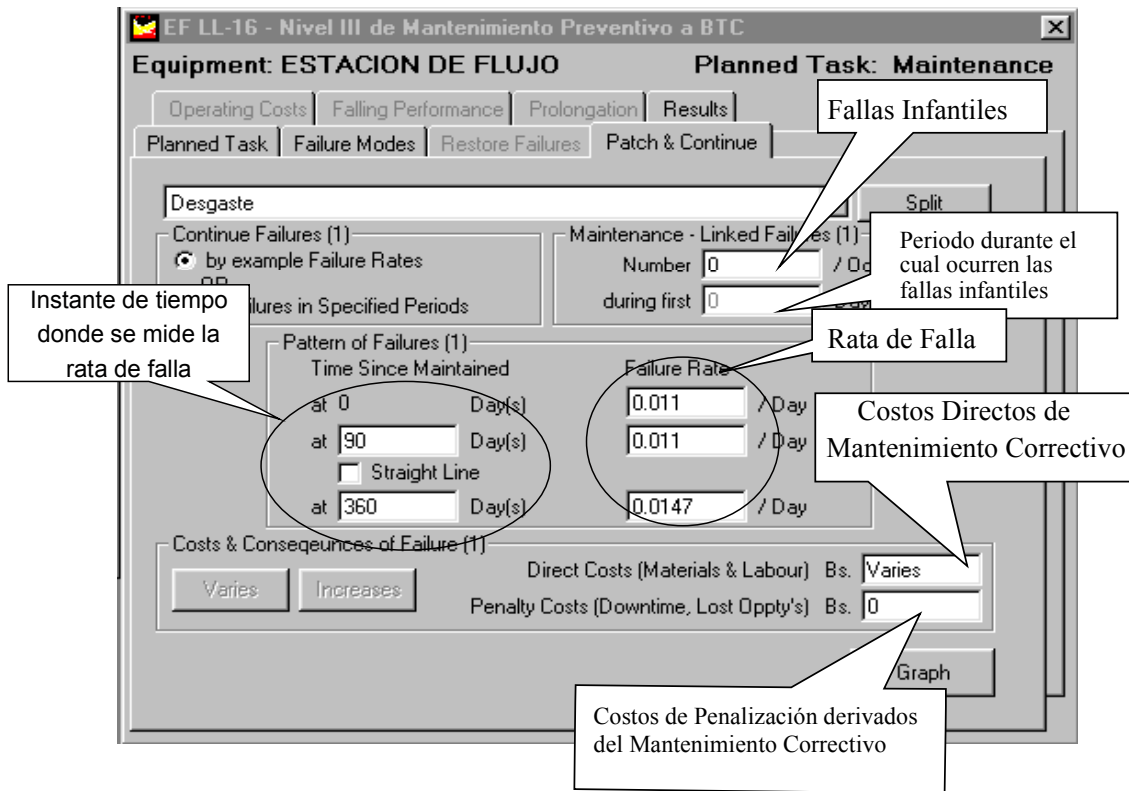 EF LL-16 - Nivel III de Mantenimiento Preventivo a BTC
Equipment: ESTACION DE FLUJO Planned Task: Maintenance
Operating Costs Falling Performance Prolongation Results
Fallas Infantiles
Planned Task Failure Modes Restore Failures Patch & Continue
Desgaste
Split
Continue Failures (1)
by example Failure Rates
in Specified Periods
Maintenance - Linked Failures (1)
Number 0
during first 0
Periodo durante el
cual ocurren las
fallas infantiles
Instante de tiempo
donde se mide la
rata de falla
Rata de Falla
Pattern of Failures (1)
Time Since Maintained Failure Rate
at 0 Day(s) 0.011 / Day
at 90 Day(s) 0.011 / Day
Straight Line
at 360 Day(s) 0.0147 / Day
Costos Directos de
Mantenimiento Correctivo
Costs & Conseqeunces of Failure (1)
Varies Increases
Direct Costs (Materials & Labour) Bs. Varies
Penalty Costs (Downtime, Lost Oppty's) Bs. 0
Graph
Costos de Penalización derivados
del Mantenimiento Correctivo